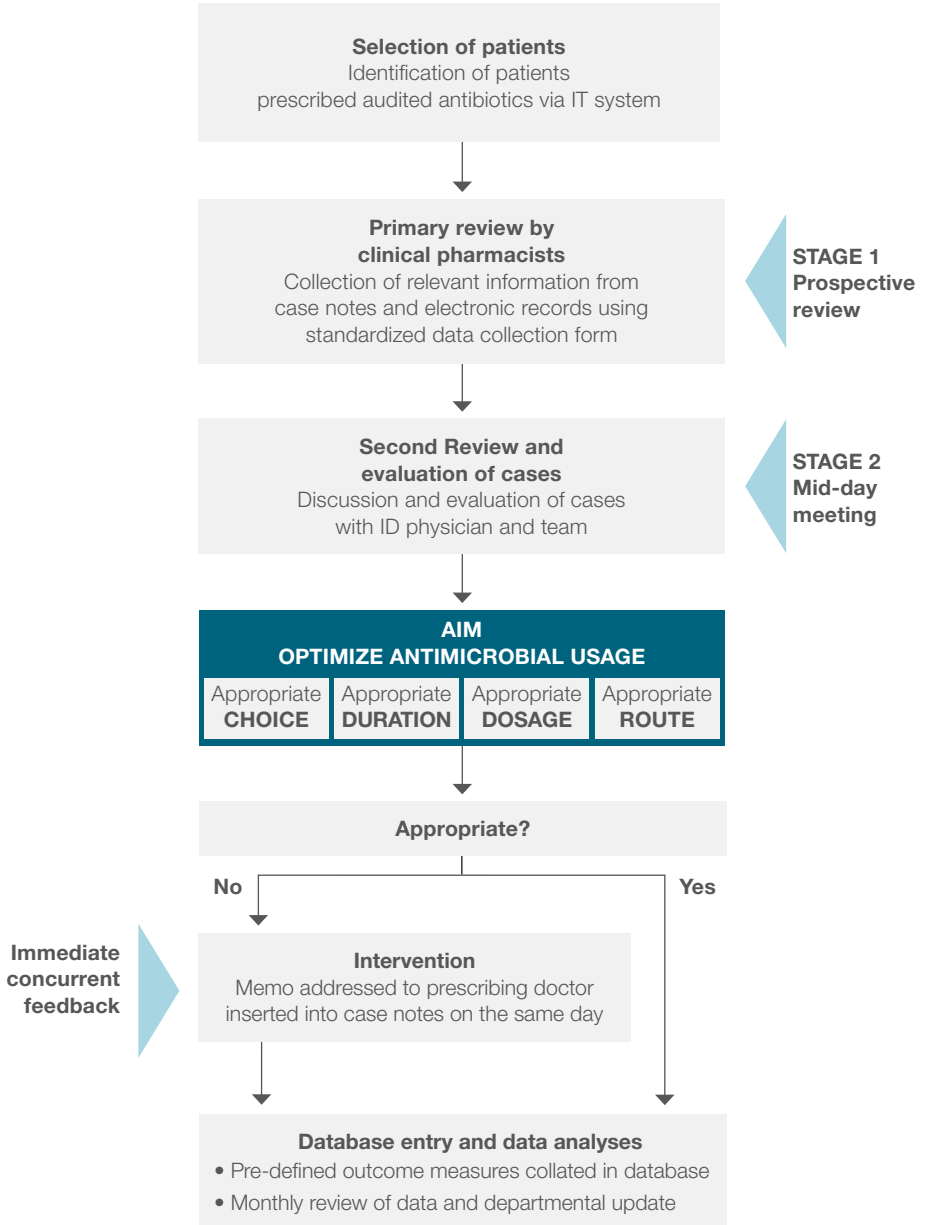 Selection of patients
Identification of patients
prescribed audited antibiotics via IT system
Primary review by
clinical pharmacists
Collection of relevant information from
case notes and electronic records using
standardized data collection form
STAGE 1
Prospective
review
Second Review and
evaluation of cases
Discussion and evaluation of cases
with ID physician and team
STAGE 2
Mid-day
meeting
AIM
OPTIMIZE ANTIMICROBIAL USAGE
Appropriate
CHOICE
Appropriate
DURATION
Appropriate
DOSAGE
Appropriate
ROUTE
Appropriate?
No
Yes
Immediate
concurrent
feedback
Intervention
Memo addressed to prescribing doctor
inserted into case notes on the same day
Database entry and data analyses
• Pre-defined outcome measures collated in database
• Monthly review of data and departmental update